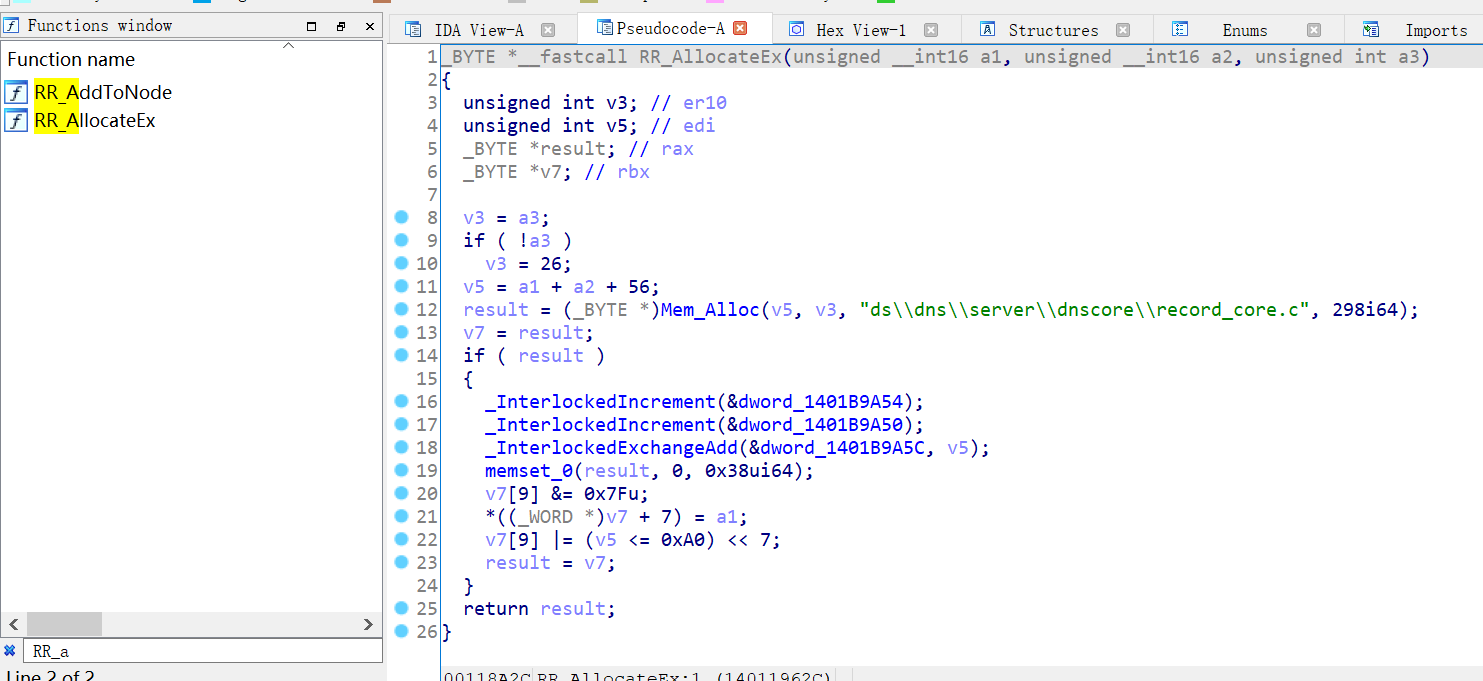 Functions window
Function name
RR_AddToNode
RR_AllocateEx
RR_a
Line 2 of 2
IDA View-A
Pseudocode-A
Hex View-1
Structures
Enums
Imports
1 _BYTE *__fastcall RR_AllocateEx(unsigned __int16 a1, unsigned __int16 a2, unsigned int a3)
2 {
3 unsigned int v3; // er10
4 unsigned int v5; // edi
5 _BYTE *result; // rax
6 _BYTE *v7; // rbx
7
8 v3 = a3;
9 if ( !a3 )
10 v3 = 26;
11 v5 = a1 + a2 + 56;
12 result = (_BYTE *)Mem_Alloc(v5, v3, "ds\\dns\\server\\dnscore\\record_core.c", 298i64);
13 v7 = result;
14 if ( result )
15 {
16 _InterlockedIncrement(&dword_1401B9A54);
17 _InterlockedIncrement(&dword_1401B9A50);
18 _InterlockedExchangeAdd(&dword_1401B9A5C, v5);
19 memset_0(result, 0, 0x38ui64);
20 v7[9] &= 0x7Fu;
21 *((_WORD *)v7 + 7) = a1;
22 v7[9] |= (v5 <= 0xA0) << 7;
23 result = v7;
24 }
25 return result;
26 }
00118A2C RR_AllocateEx:1 (14011962C)